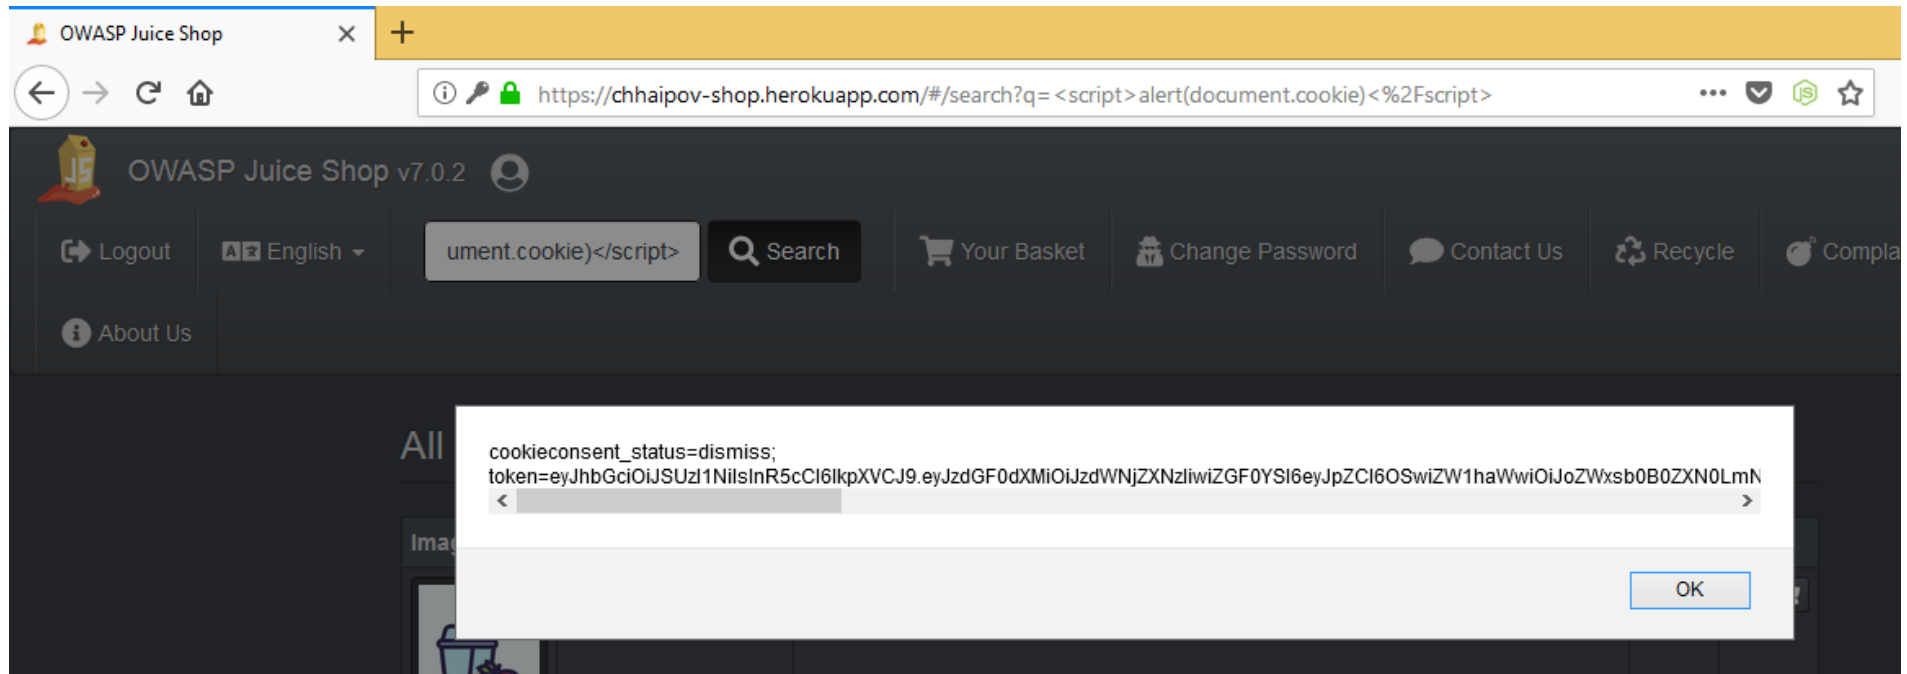 OWASP Juice Shop
https://chhaipov-shop.herokuapp.com/#/search?q=<script>alert(document.cookie)<%2Fscript>
JS
JS
OWASP Juice Shop v7.0.2
Logout
English
ument.cookie)</script>
Search
Your Basket
Change Password
Contact Us
Recycle
Compla
About Us
All
cookieconsent_status=dismiss;
token=eyJhbGciOiJSUzI1NiIsInR5cCI6IkpXVCJ9.eyJzdGF0dXMiOiJzdWNjZXNzIiwiZGF0YSI6eyJpZCI6OSwiZW1haWwiOiJoZWxsb0B0ZXN0LmN
Imag
OK